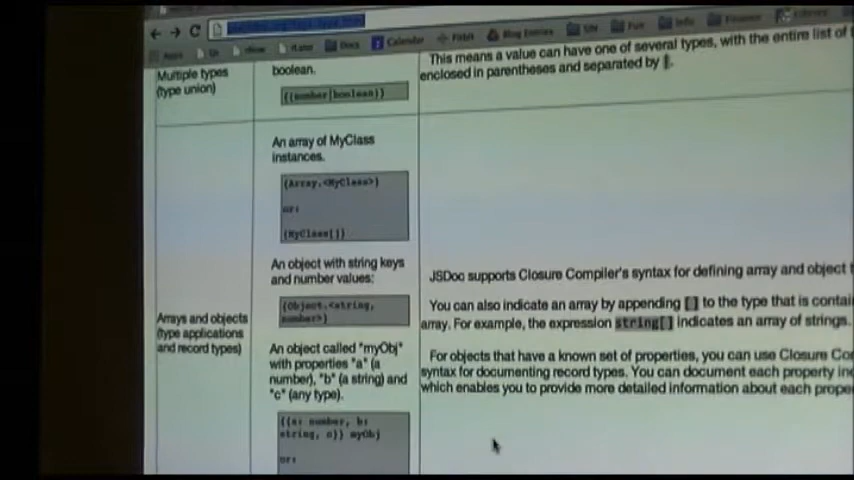 Docs
Calendar
Blog Entries
Fun
Info
Finance
Multiple types
(type union)
boolean.
{(number|boolean)}
This means a value can have one of several types, with the entire list of
enclosed in parentheses and separated by |.
Arrays and objects
(type applications
and record types)
An array of MyClass
instances.
{Array.<MyClass>}
or:
{MyClass[]}
An object with string keys
and number values:
{Object.<string,
number>}
An object called "myObj"
with properties "a" (a
number), "b" (a string) and
"c" (any type).
{{a: number, b:
string, c}} myObj
or:
JSDoc supports Closure Compiler's syntax for defining array and object
You can also indicate an array by appending [] to the type that is
array. For example, the expression string[] indicates an array of strings.
For objects that have a known set of properties, you can use Closure
syntax for documenting record types. You can document each property
which enables you to provide more detailed information about each